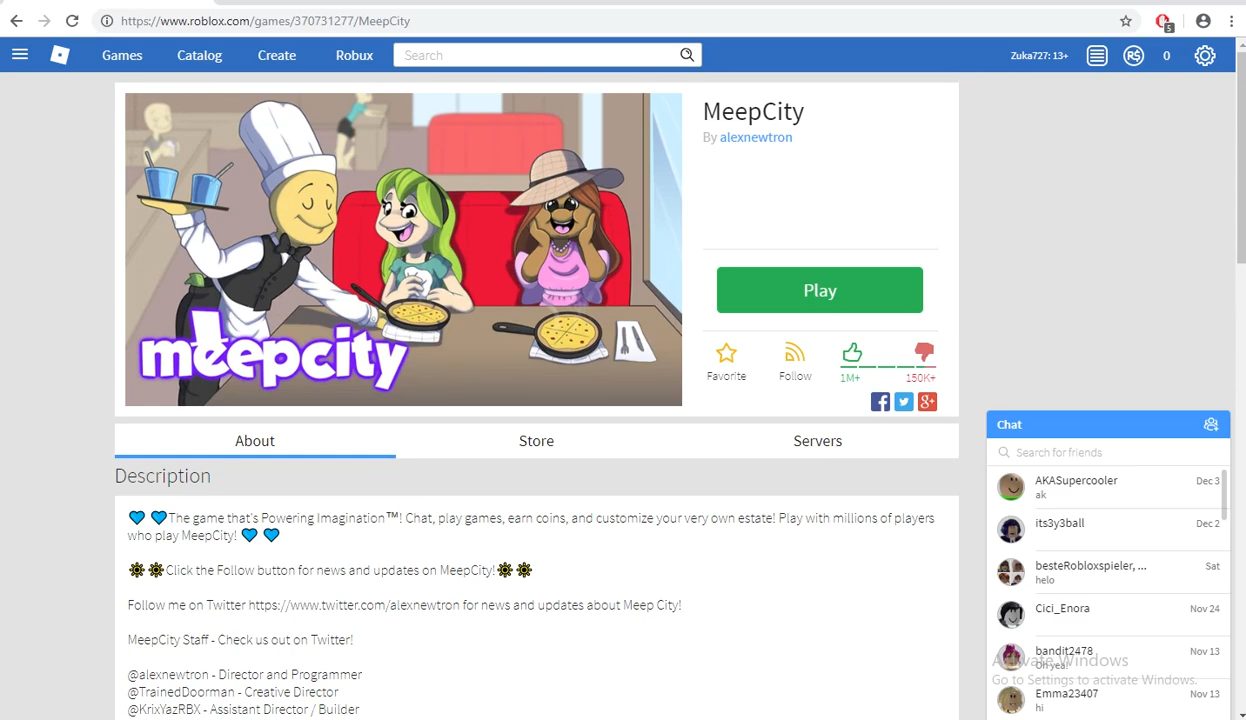 https://www.roblox.com/games/370731277/MeepCity
5
Games Catalog Create Robux Search Zuka727: 13+ R$ 0
MeepCity
By alexnewtron
meepcity
Play
Favorite Follow 1M+ 150K+
f g+
About Store Servers
Description
💙 💙The game that's Powering Imagination™! Chat, play games, earn coins, and customize your very own estate! Play with millions of players
who play MeepCity! 💙 💙
🔅 🔅Click the Follow button for news and updates on MeepCity!🔅 🔅
Follow me on Twitter https://www.twitter.com/alexnewtron for news and updates about Meep City!
MeepCity Staff - Check us out on Twitter!
@alexnewtron - Director and Programmer
@TrainedDoorman - Creative Director
@KrixYazRBX - Assistant Director / Builder
Chat
Search for friends
AKASupercooler Dec 3
ak
its3y3ball Dec 2
besteRobloxspieler, ... Sat
helo
Cici_Enora Nov 24
bandit2478 Nov 13
Oh yea!
Emma23407 Nov 13
hi
Activate Windows
Go to Settings to activate Windows.